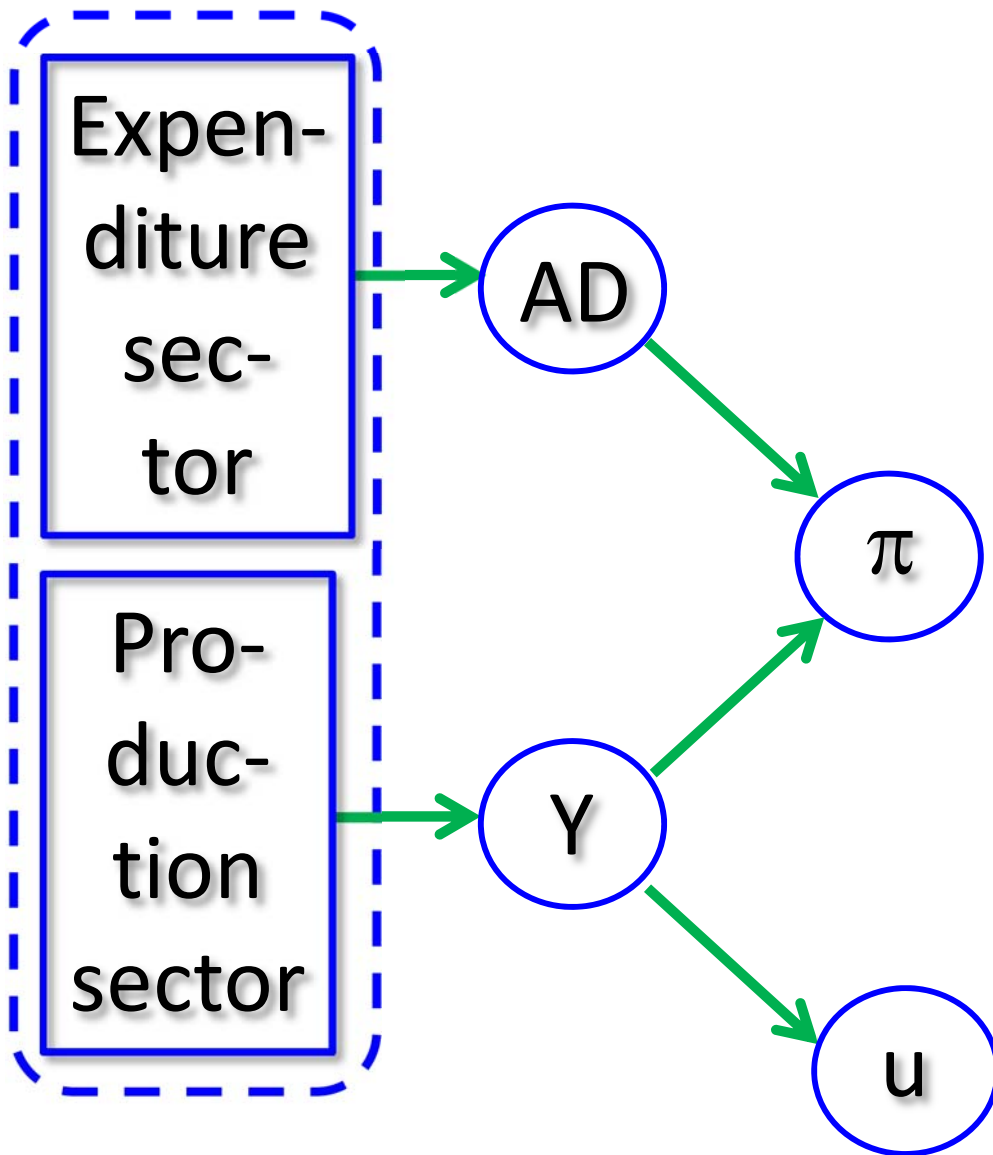 Expen-
diture
sec-
tor
AD
π
Pro-
duc-
tion
sector
Y
u